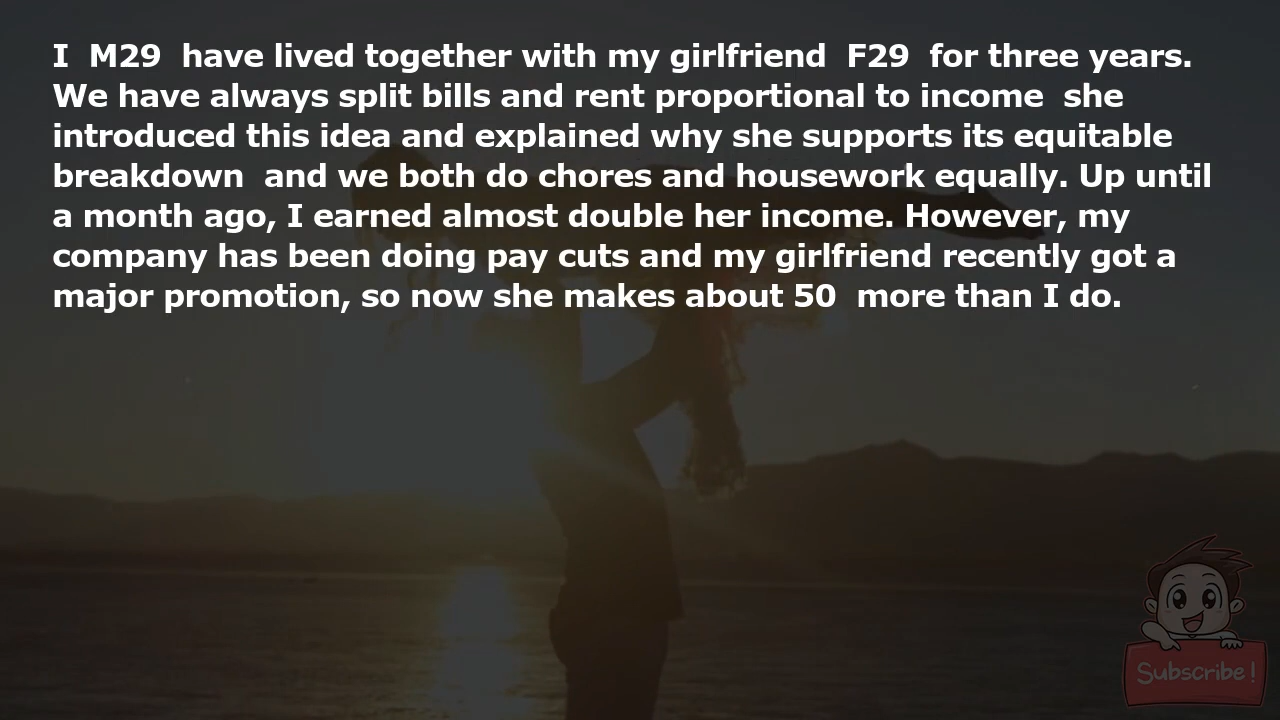 I M29 have lived together with my girlfriend F29 for three years.
We have always split bills and rent proportional to income she
introduced this idea and explained why she supports its equitable
breakdown and we both do chores and housework equally. Up until
a month ago, I earned almost double her income. However, my
company has been doing pay cuts and my girlfriend recently got a
major promotion, so now she makes about 50 more than I do.
Subscribe!